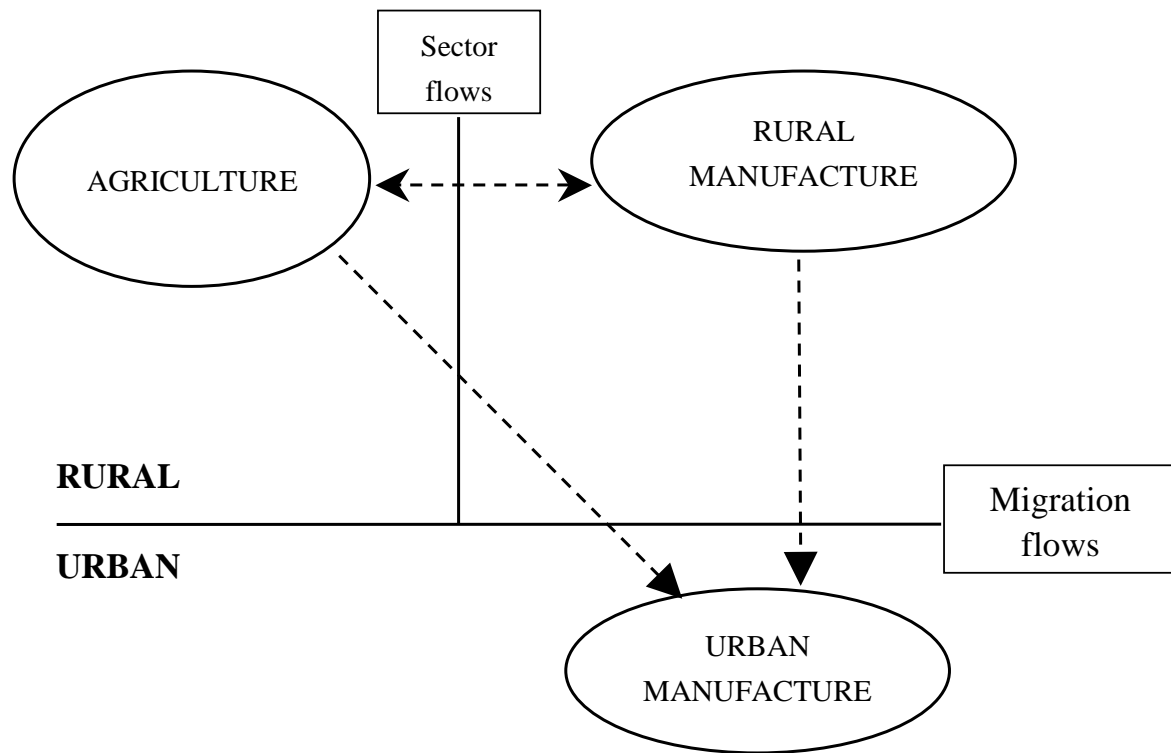 Sector
flows
AGRICULTURE
RURAL
MANUFACTURE
RURAL
Migration
flows
URBAN
URBAN
MANUFACTURE